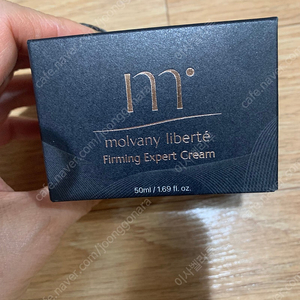 m
molvany liberté
Firming Expert Cream
50ml / 1.69 fl. oz.